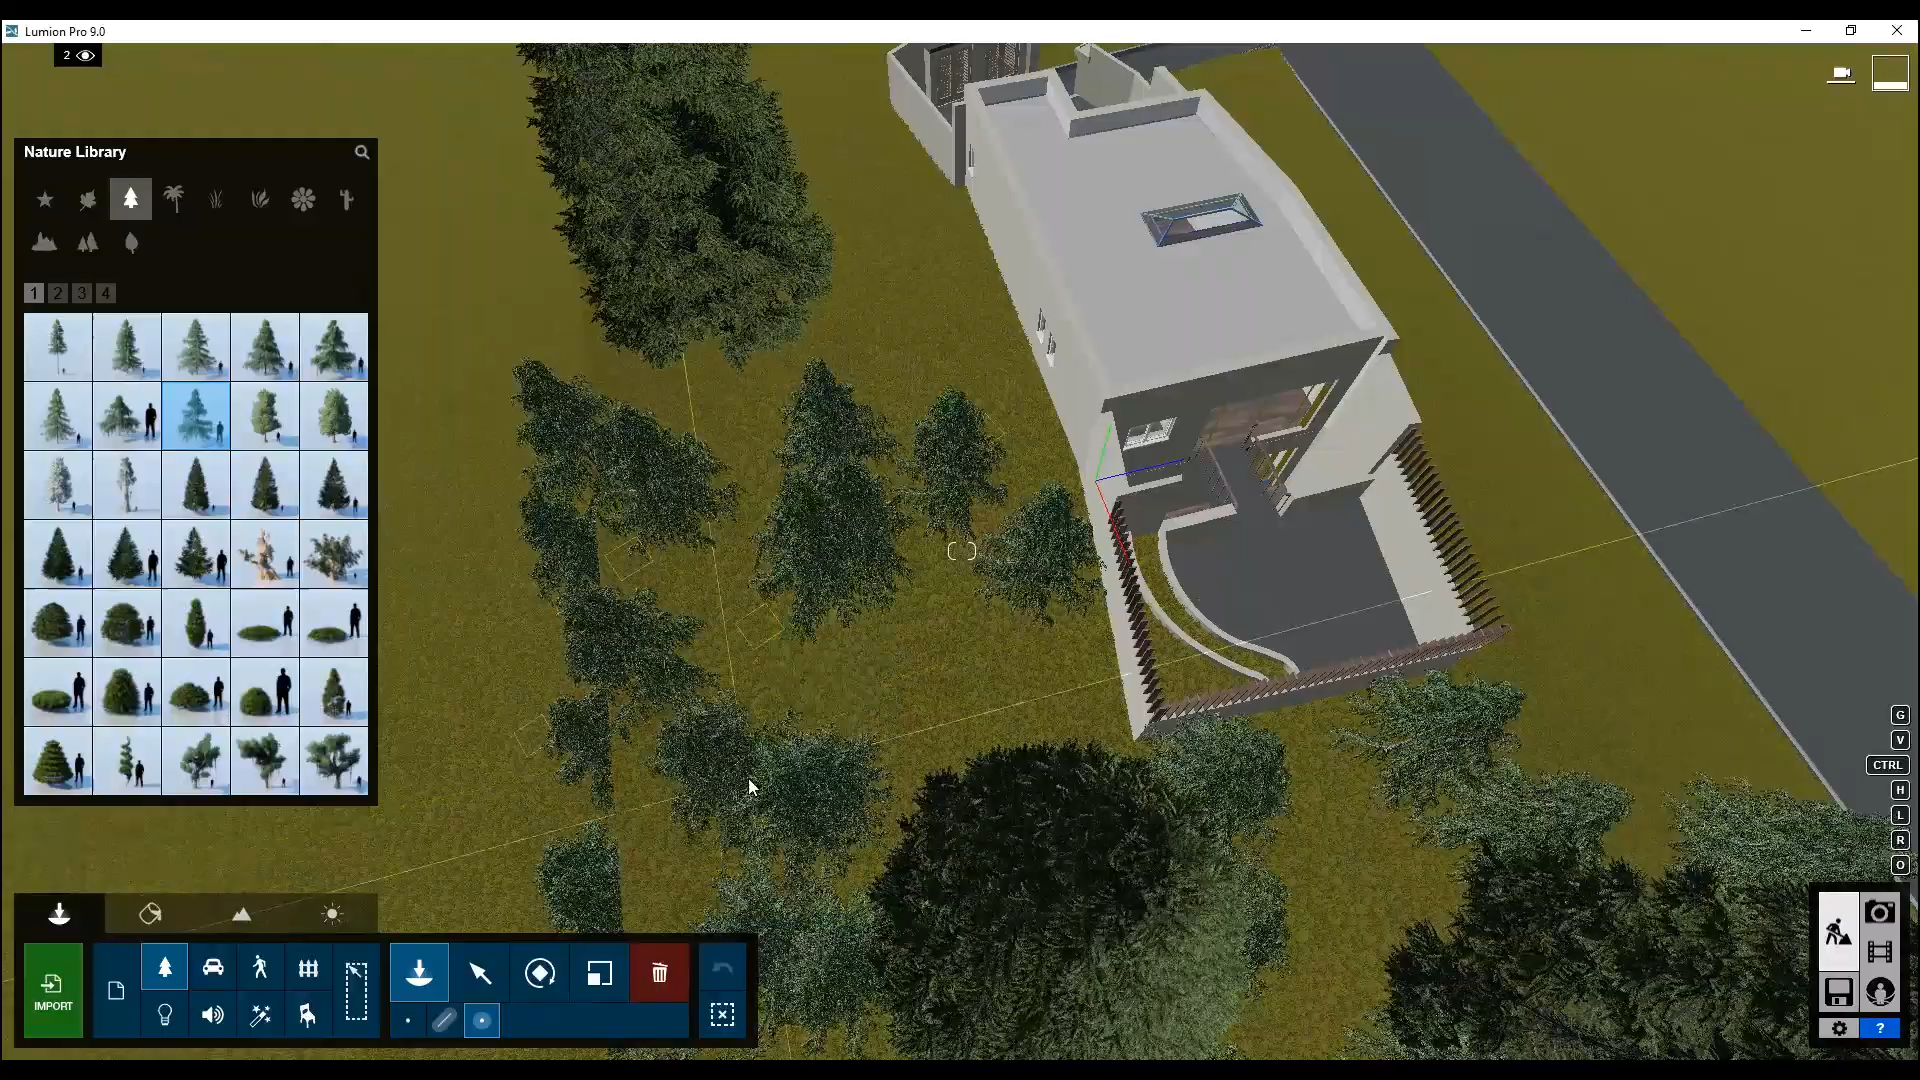 Lumion Pro 9.0
2
Nature Library
1 2 3 4
G
V
CTRL
H
L
R
O
IMPORT
?